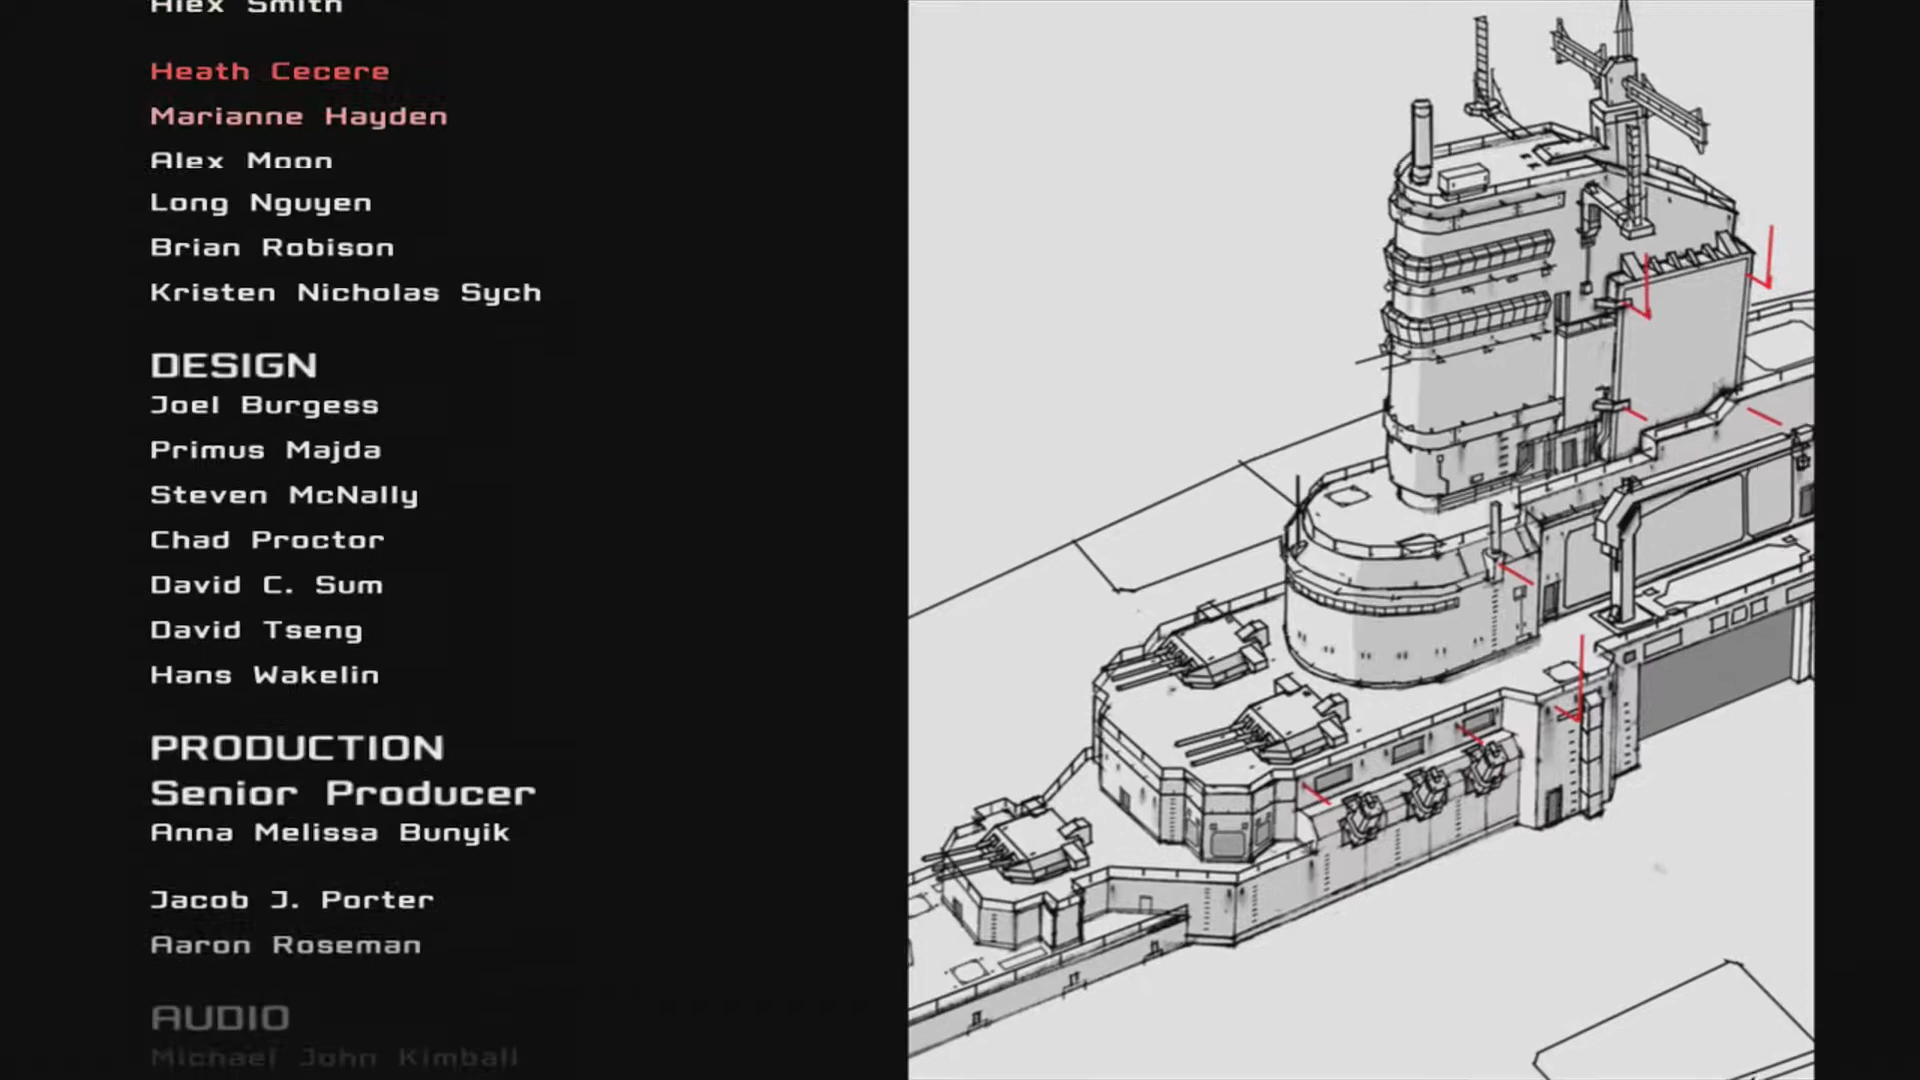 Alex Smith
Heath Cecere
Marianne Hayden
Alex Moon
Long Nguyen
Brian Robison
Kristen Nicholas Sych
DESIGN
Joel Burgess
Primus Majda
Steven McNally
Chad Proctor
David C. Sum
David Tseng
Hans Wakelin
PRODUCTION
Senior Producer
Anna Melissa Bunyik
Jacob J. Porter
Aaron Roseman
AUDIO
Michael John Kimball